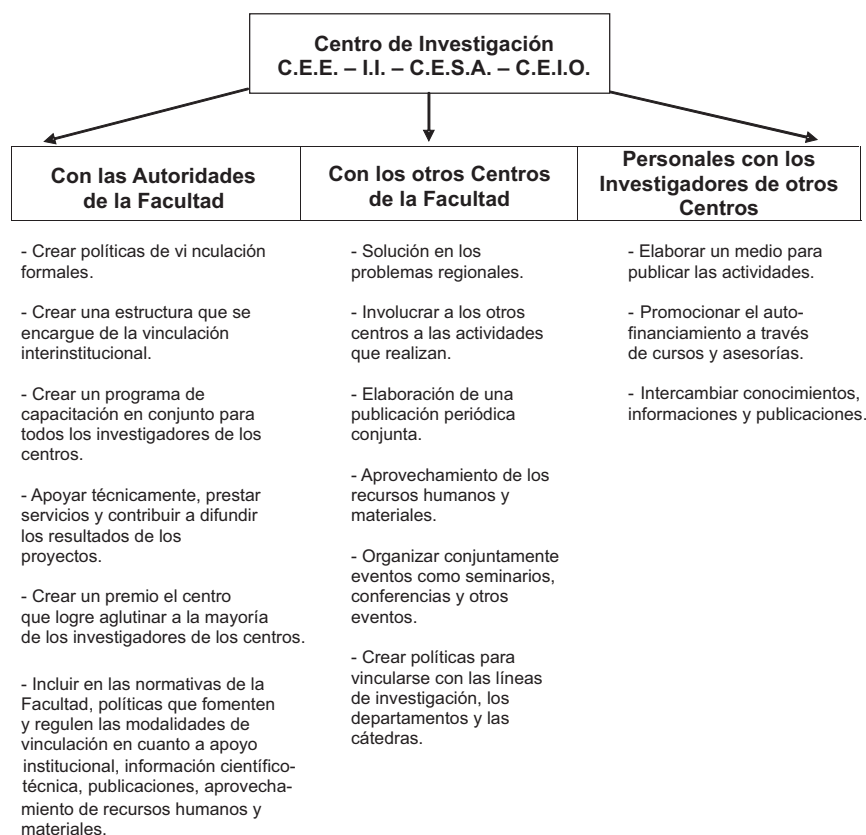 Centro de Investigación
C.E.E. – I.I. – C.E.S.A. – C.E.I.O.
Con las Autoridades
de la Facultad
Con los otros Centros
de la Facultad
Personales con los
Investigadores de otros
Centros
- Crear políticas de vi nculación
formales.
- Crear una estructura que se
encargue de la vinculación
interinstitucional.
- Crear un programa de
capacitación en conjunto para
todos los investigadores de los
centros.
- Apoyar técnicamente, prestar
servicios y contribuir a difundir
los resultados de los
proyectos.
- Crear un premio el centro
que logre aglutinar a la mayoría
de los investigadores de los centros.
- Incluir en las normativas de la
Facultad, políticas que fomenten
y regulen las modalidades de
vinculación en cuanto a apoyo
institucional, información científico-
técnica, publicaciones, aprovecha-
miento de recursos humanos y
materiales.
- Solución en los
problemas regionales.
- Involucrar a los otros
centros a las actividades
que realizan.
- Elaboración de una
publicación periódica
conjunta.
- Aprovechamiento de los
recursos humanos y
materiales.
- Organizar conjuntamente
eventos como seminarios,
conferencias y otros
eventos.
- Crear políticas para
vincularse con las líneas
de investigación, los
departamentos y las
cátedras.
- Elaborar un medio para
publicar las actividades.
- Promocionar el auto-
financiamiento a través
de cursos y asesorías.
- Intercambiar conocimientos,
informaciones y publicaciones.